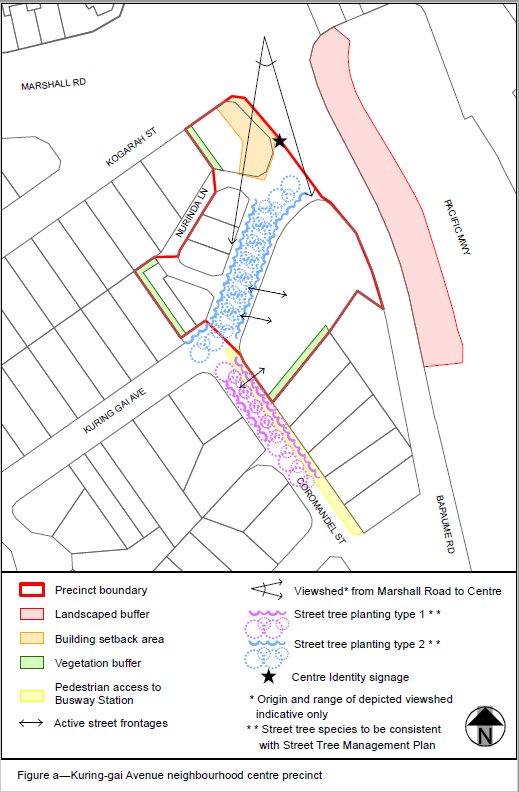 MARSHALL RD
KOGARAH ST
NURINDA LN
PACIFIC MWY
KURING GAI AVE
COROMANDEL ST
BAPAUME RD
Precinct boundary
Landscaped buffer
Building setback area
Vegetation buffer
Pedestrian access to
Busway Station
Active street frontages
Viewshed* from Marshall Road to Centre
Street tree planting type 1 * *
Street tree planting type 2 * *
Centre Identity signage
* Origin and range of depicted viewshed
indicative only
* * Street tree species to be consistent
with Street Tree Management Plan
N
Figure a—Kuring-gai Avenue neighbourhood centre precinct